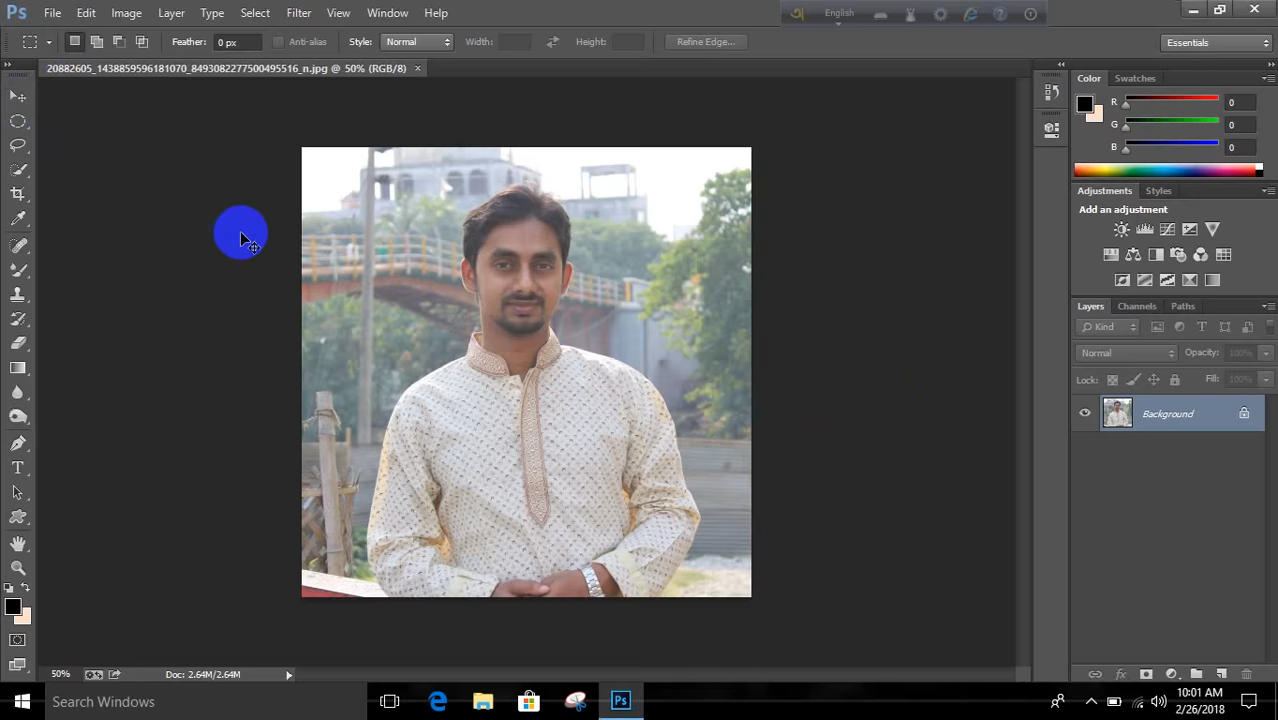 Ps File Edit Image Layer Type Select Filter View Window Help
English
Feather: 0 px Anti-alias Style: Normal Width: Height: Refine Edge... Essentials
20882605_1438859596181070_8493082277500495516_n.jpg @ 50% (RGB/8) ×
Color Swatches
R 0
G 0
B 0
Adjustments Styles
Add an adjustment
Layers Channels Paths
Kind
Normal Opacity: 100%
Lock: Fill: 100%
Background
50% Doc: 2.64M/2.64M
Search Windows
Ps
10:01 AM
2/26/2018